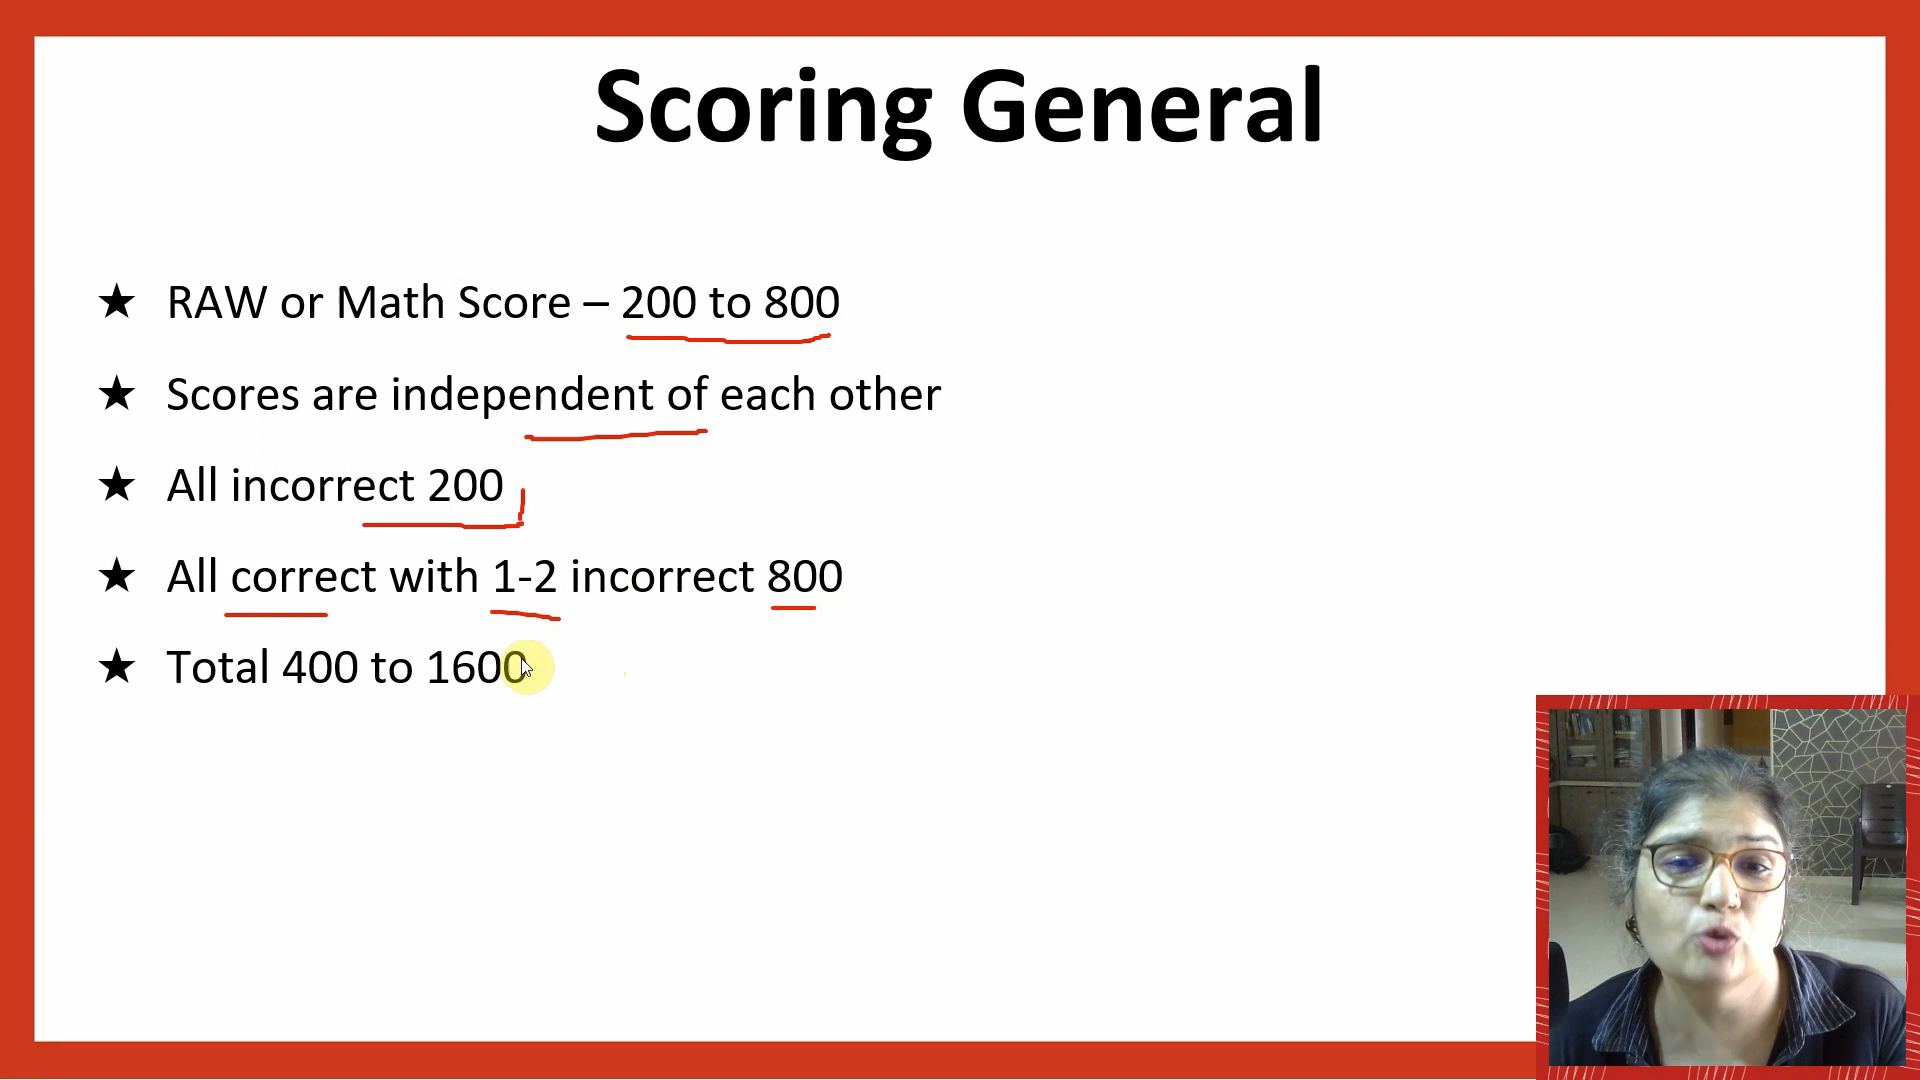 Scoring General
★ RAW or Math Score – 200 to 800
★ Scores are independent of each other
★ All incorrect 200
★ All correct with 1-2 incorrect 800
★ Total 400 to 1600